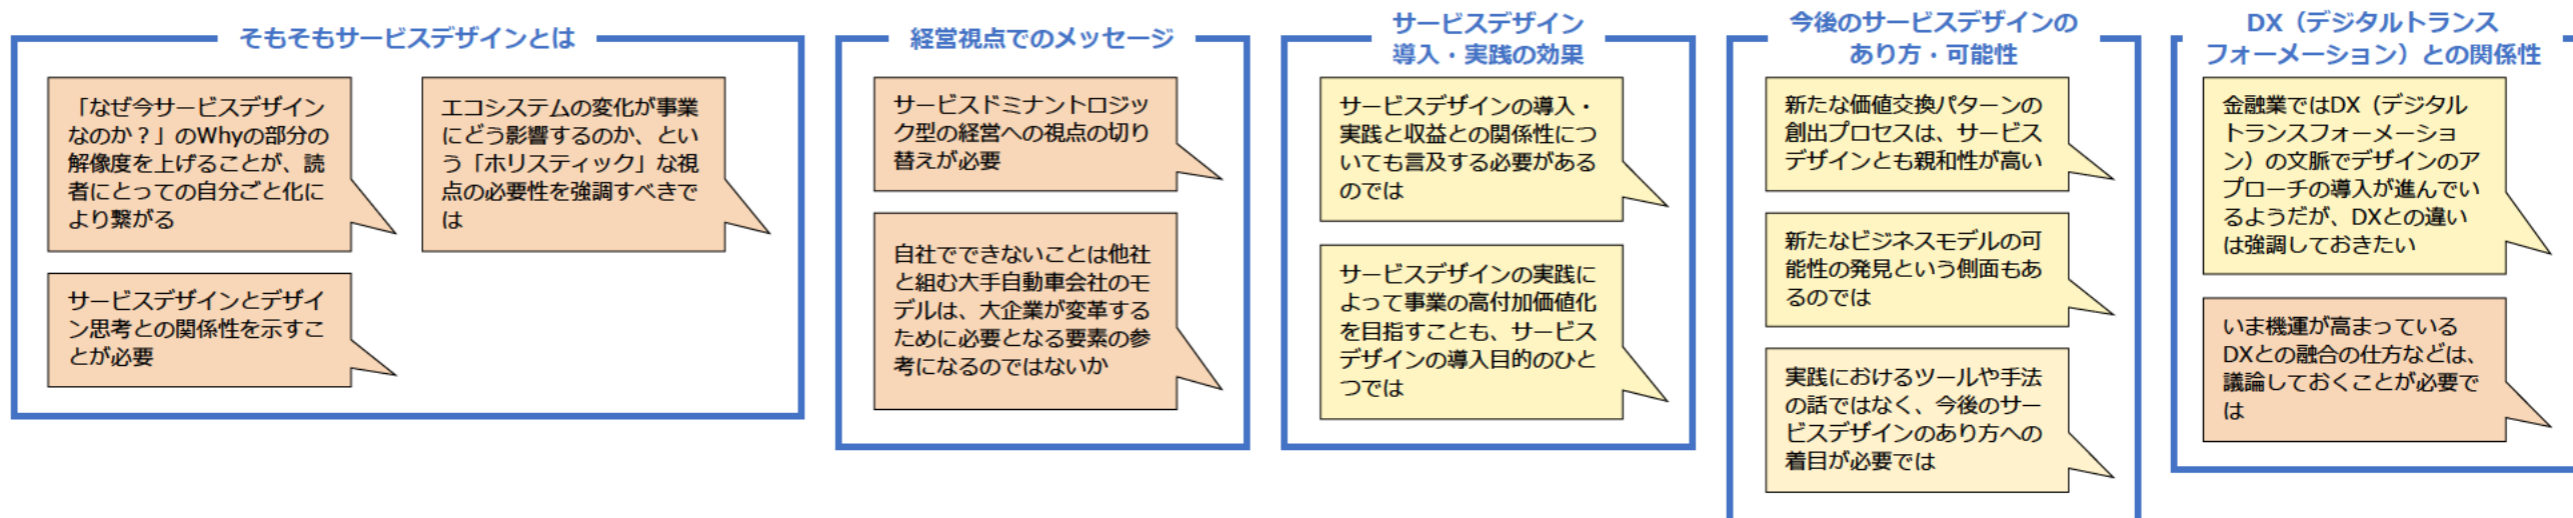 そもそもサービスデザインとは
「なぜ今サービスデザイン
なのか？」のWhyの部分の
解像度を上げることが、読
者にとっての自分ごと化に
より繋がる
エコシステムの変化が事業
にどう影響するのか、とい
う「ホリスティック」な視
点の必要性を強調すべきで
は
サービスデザインとデザイ
ン思考との関係性を示すこ
とが必要
経営視点でのメッセージ
サービスドミナントロジッ
ク型の経営への視点の切り
替えが必要
自社でできないことは他社
と組む大手自動車会社のモ
デルは、大企業が変革する
ために必要となる要素の参
考になるのではないか
サービスデザイン
導入・実践の効果
サービスデザインの導入・
実践と収益との関係性につ
いても言及する必要がある
のでは
サービスデザインの実践に
よって事業の高付加価値化
を目指すことも、サービス
デザインの導入目的のひと
つでは
今後のサービスデザインの
あり方・可能性
新たな価値交換パターンの
創出プロセスは、サービス
デザインとも親和性が高い
新たなビジネスモデルの可
能性の発見という側面もあ
るのでは
実践におけるツールや手法
の話ではなく、今後のサー
ビスデザインのあり方への
着目が必要では
DX（デジタルトランス
フォーメーション）との関係性
金融業ではDX（デジタル
トランスフォーメーショ
ン）の文脈でデザインのア
プローチの導入が進んでい
るようだが、DXとの違い
は強調しておきたい
いま機運が高まっている
DXとの融合の仕方などは、
議論しておくことが必要で
は